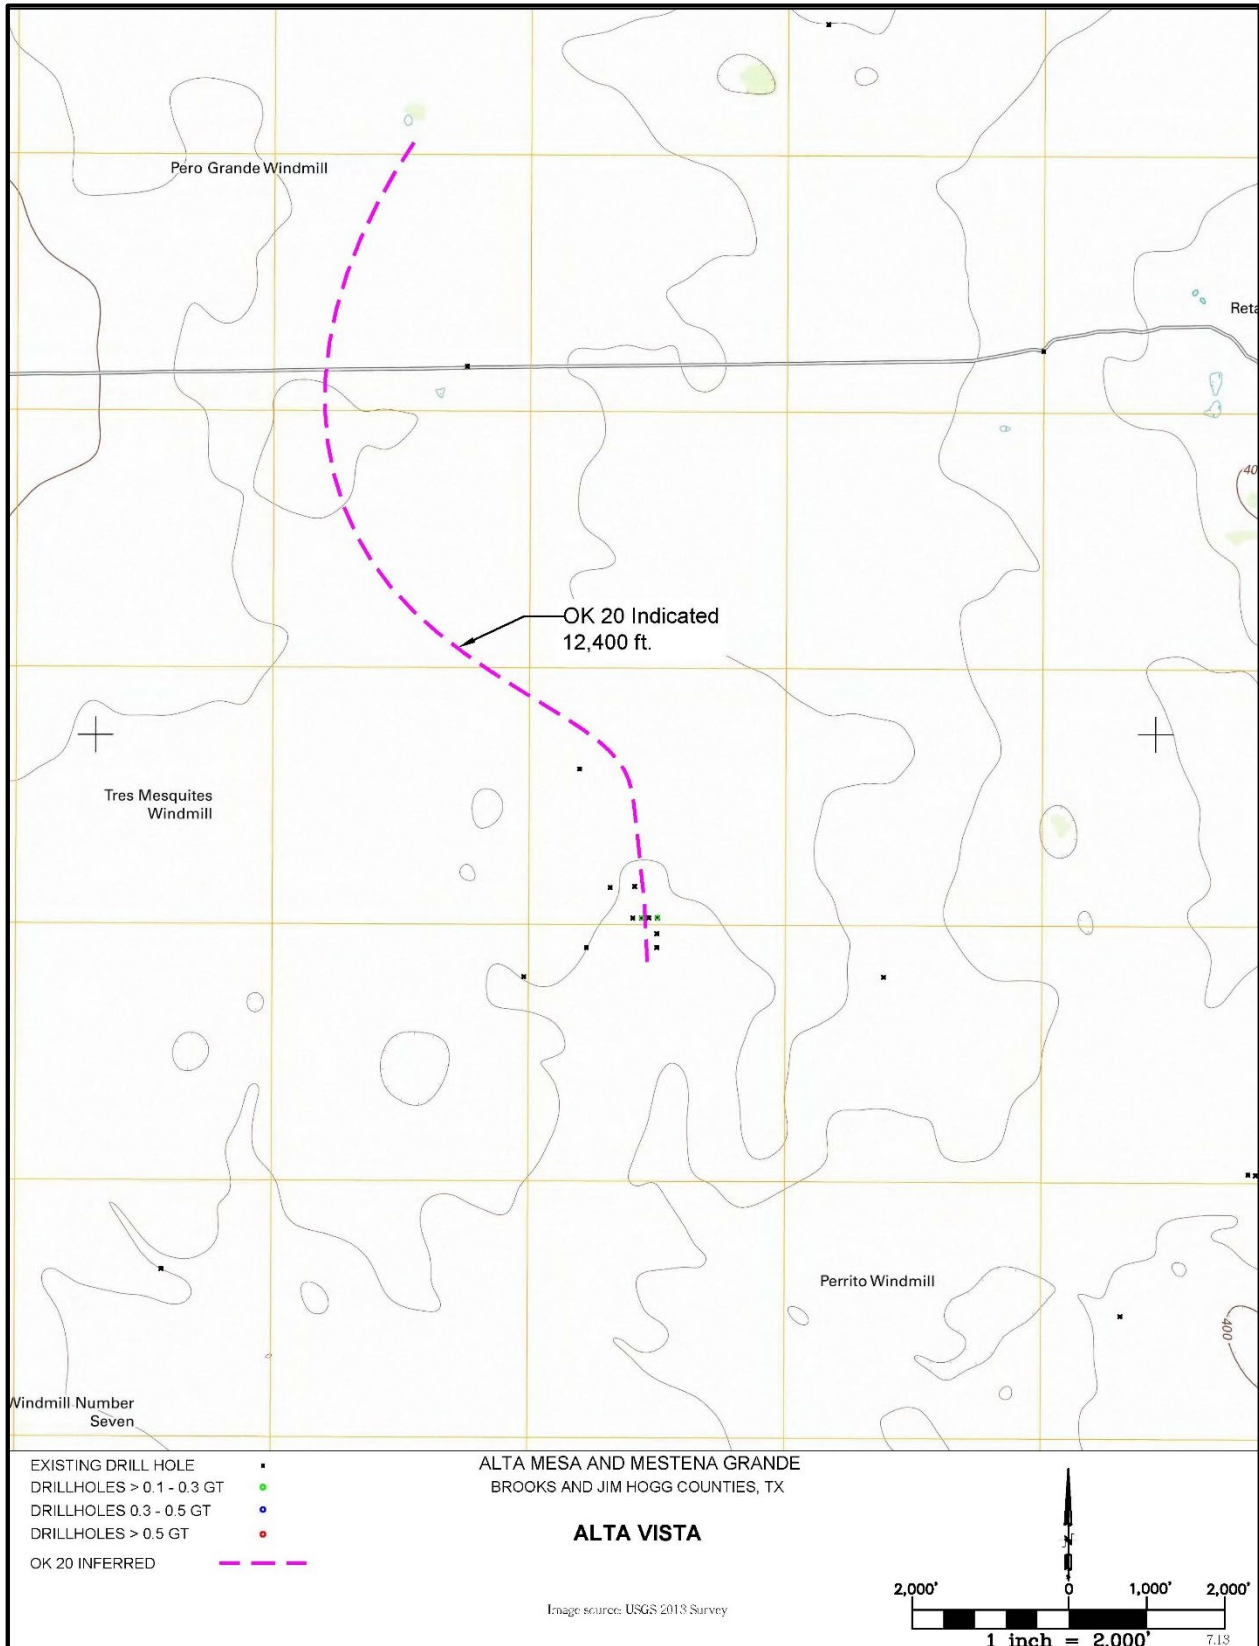 Pero Grande Windmill
Reta
40
OK 20 Indicated
12,400 ft.
Tres Mesquites
Windmill
Perrito Windmill
400
Windmill Number
Seven
EXISTING DRILL HOLE
DRILLHOLES > 0.1 - 0.3 GT
DRILLHOLES 0.3 - 0.5 GT
DRILLHOLES > 0.5 GT
OK 20 INFERRED
ALTA MESA AND MESTENA GRANDE
BROOKS AND JIM HOGG COUNTIES, TX
ALTA VISTA
Image source: USGS 2013 Survey
N
2,000' 0 1,000' 2,000'
1 inch = 2,000'
7.13